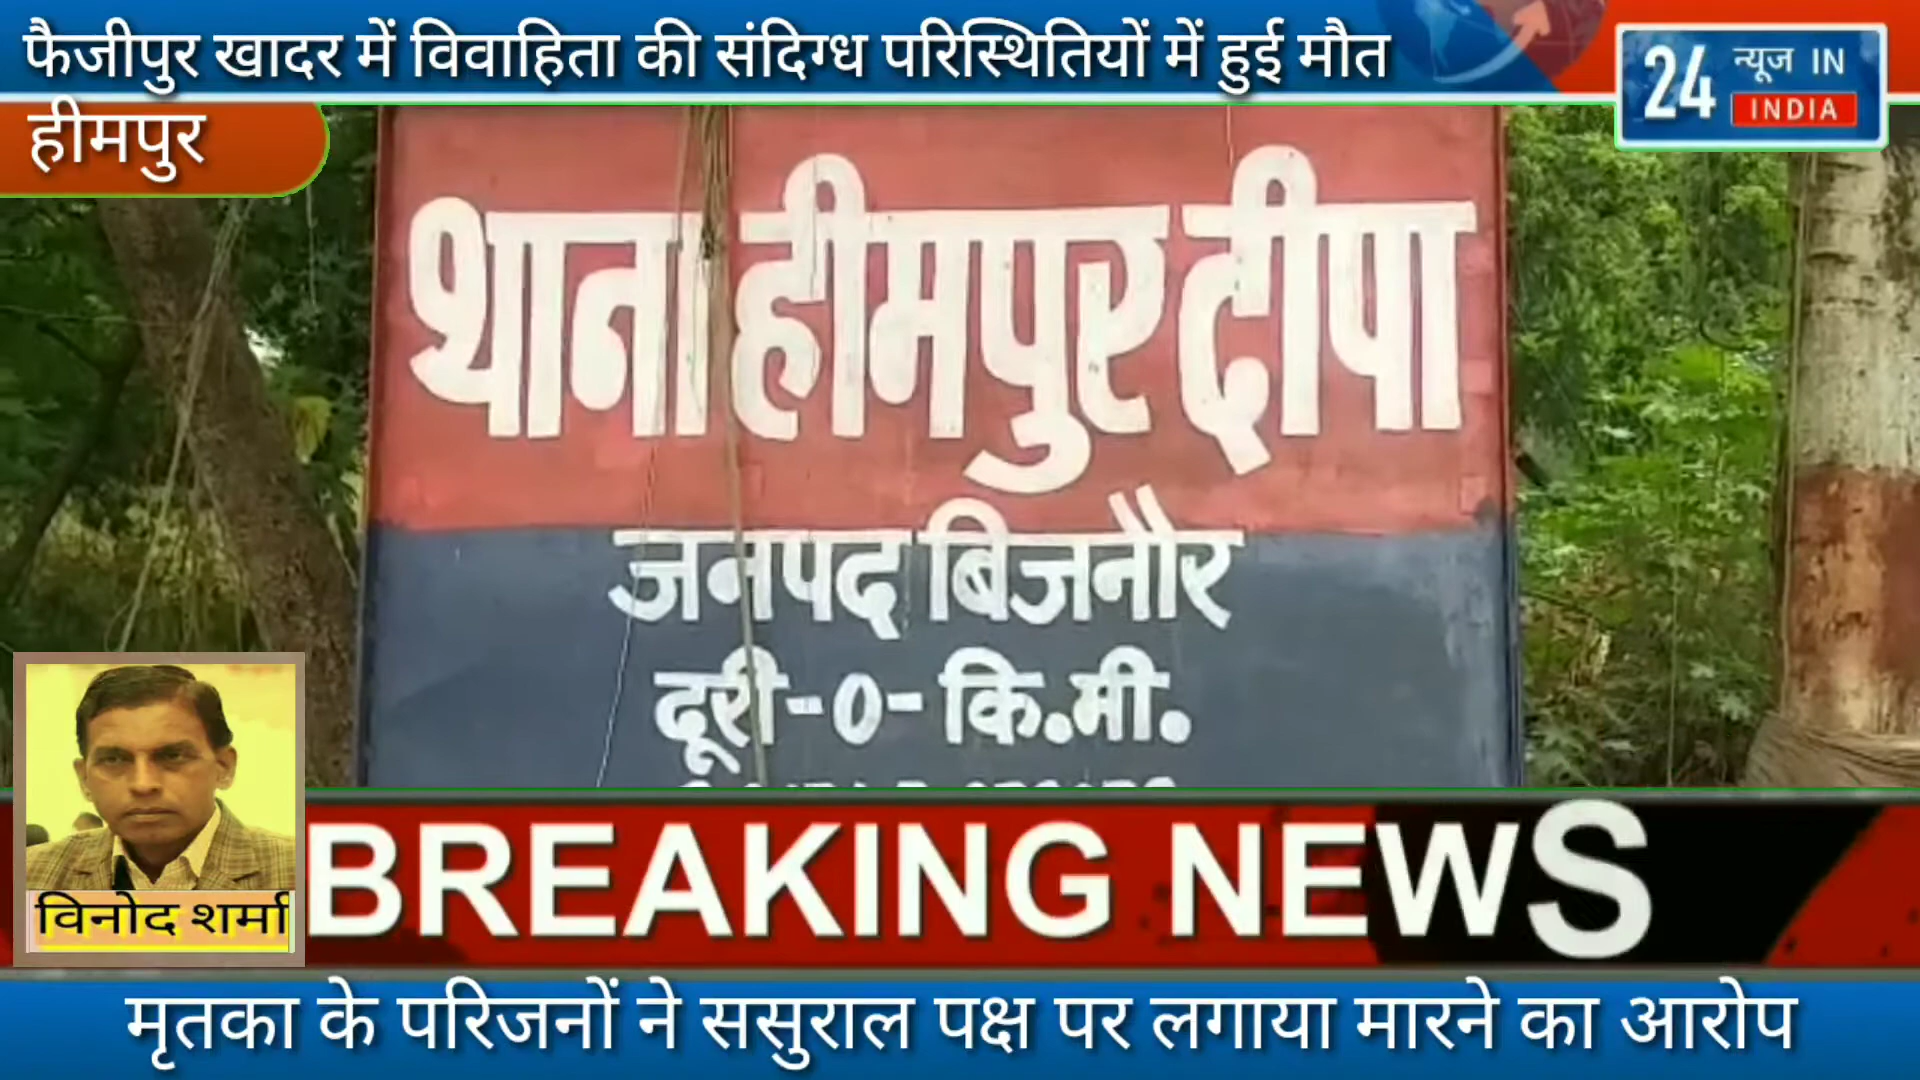 फैजीपुर खादर में विवाहिता की संदिग्ध परिस्थितियों में हुई मौत
24 न्यूज IN
INDIA
हीमपुर
थाना हीमपुर दीपा
जनपद बिजनौर
दूरी-0-कि.मी.
विनोद शर्मा
BREAKING NEWS
मृतका के परिजनों ने ससुराल पक्ष पर लगाया मारने का आरोप